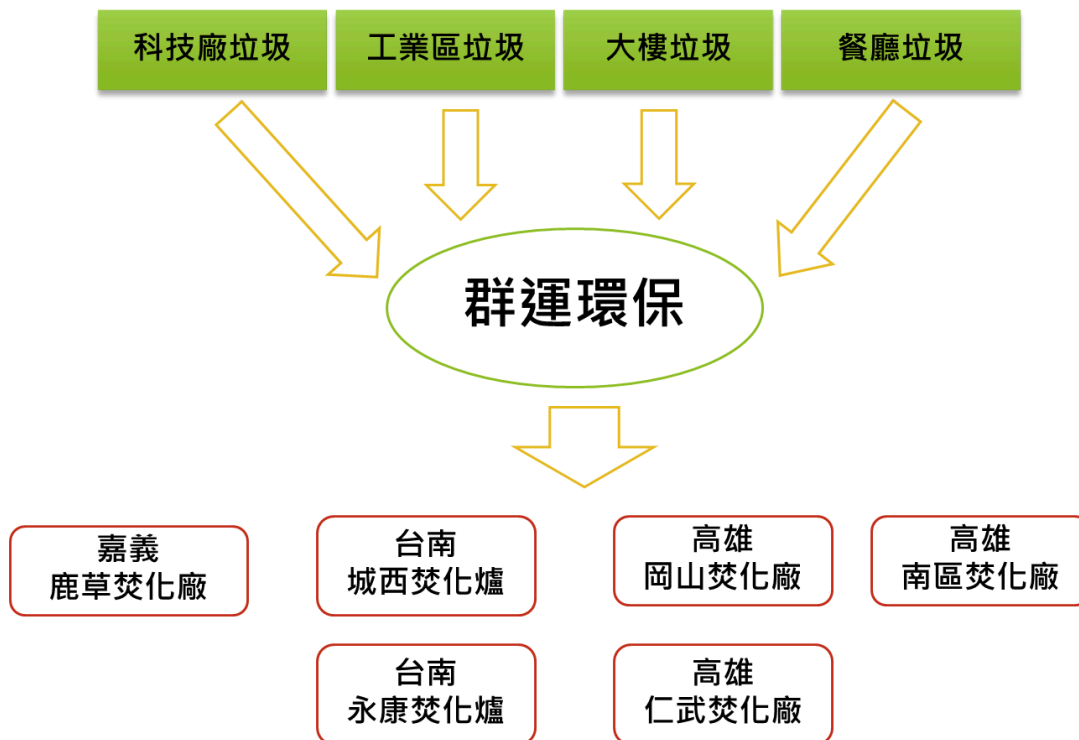 科技廠垃圾
工業區垃圾
大樓垃圾
餐廳垃圾
群運環保
嘉義
鹿草焚化廠
台南
城西焚化爐
高雄
岡山焚化廠
高雄
南區焚化廠
台南
永康焚化爐
高雄
仁武焚化廠